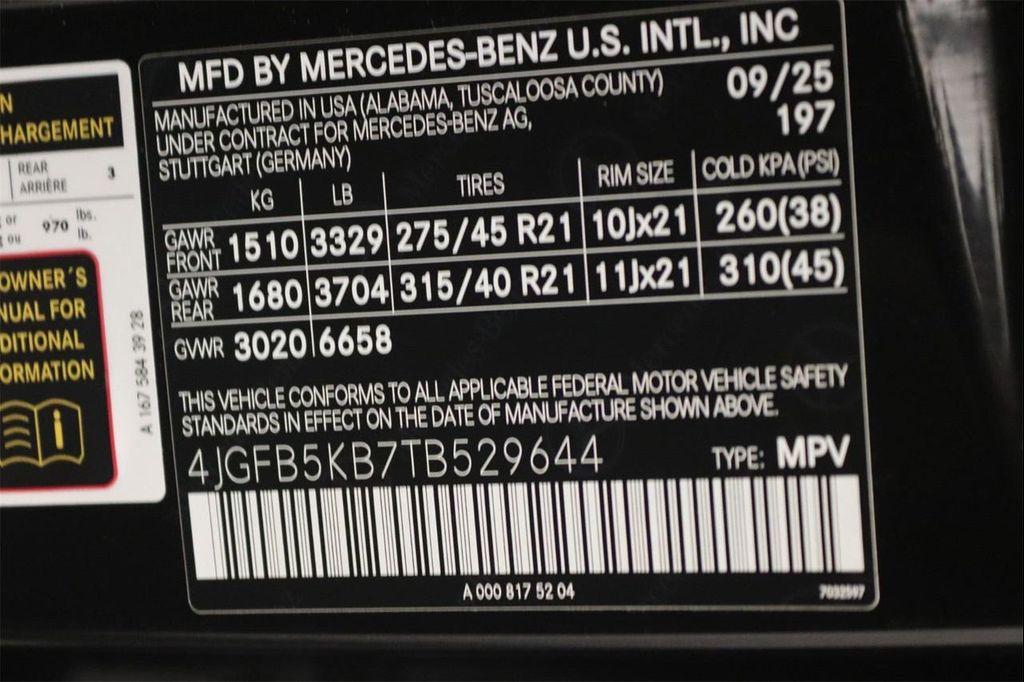 N
HARGEMENT
REAR
ARRIÈRE
3
or
ou
970
lbs.
lb.
OWNER´S
NUAL FOR
DITIONAL
ORMATION
i
A 167 584 39 28
MFD BY MERCEDES-BENZ U.S. INTL., INC
MANUFACTURED IN USA (ALABAMA, TUSCALOOSA COUNTY)
UNDER CONTRACT FOR MERCEDES-BENZ AG,
STUTTGART (GERMANY)
09/25
197
KG LB TIRES RIM SIZE COLD KPA(PSI)
GAWR FRONT 1510 3329 275/45 R21 10Jx21 260(38)
GAWR REAR 1680 3704 315/40 R21 11Jx21 310(45)
GVWR 3020 6658
THIS VEHICLE CONFORMS TO ALL APPLICABLE FEDERAL MOTOR VEHICLE SAFETY
STANDARDS IN EFFECT ON THE DATE OF MANUFACTURE SHOWN ABOVE.
4JGFB5KB7TB529644 TYPE: MPV
A 000 817 52 04